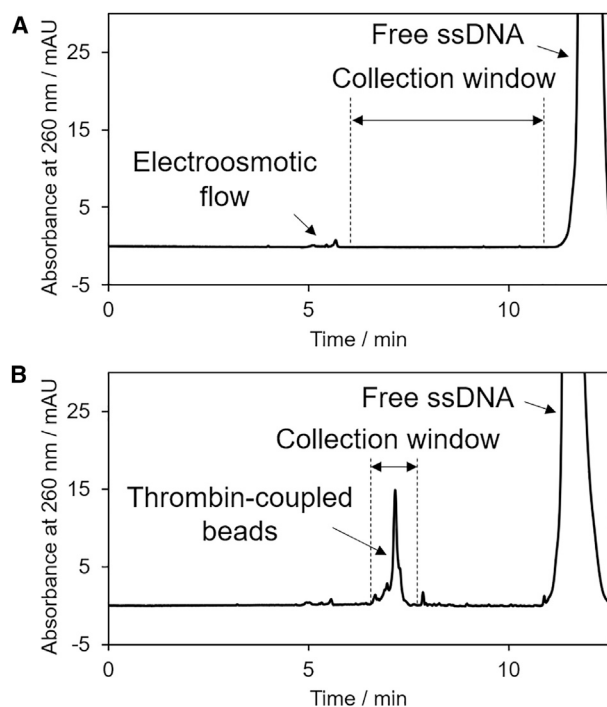 A
Free ssDNA
Collection window
Electroosmotic
flow
Absorbance at 260 nm / mAU
25
15
5
-5
0
5
10
Time / min
B
Free ssDNA
Collection window
Thrombin-coupled
beads
Absorbance at 260 nm / mAU
25
15
5
-5
0
5
10
Time / min